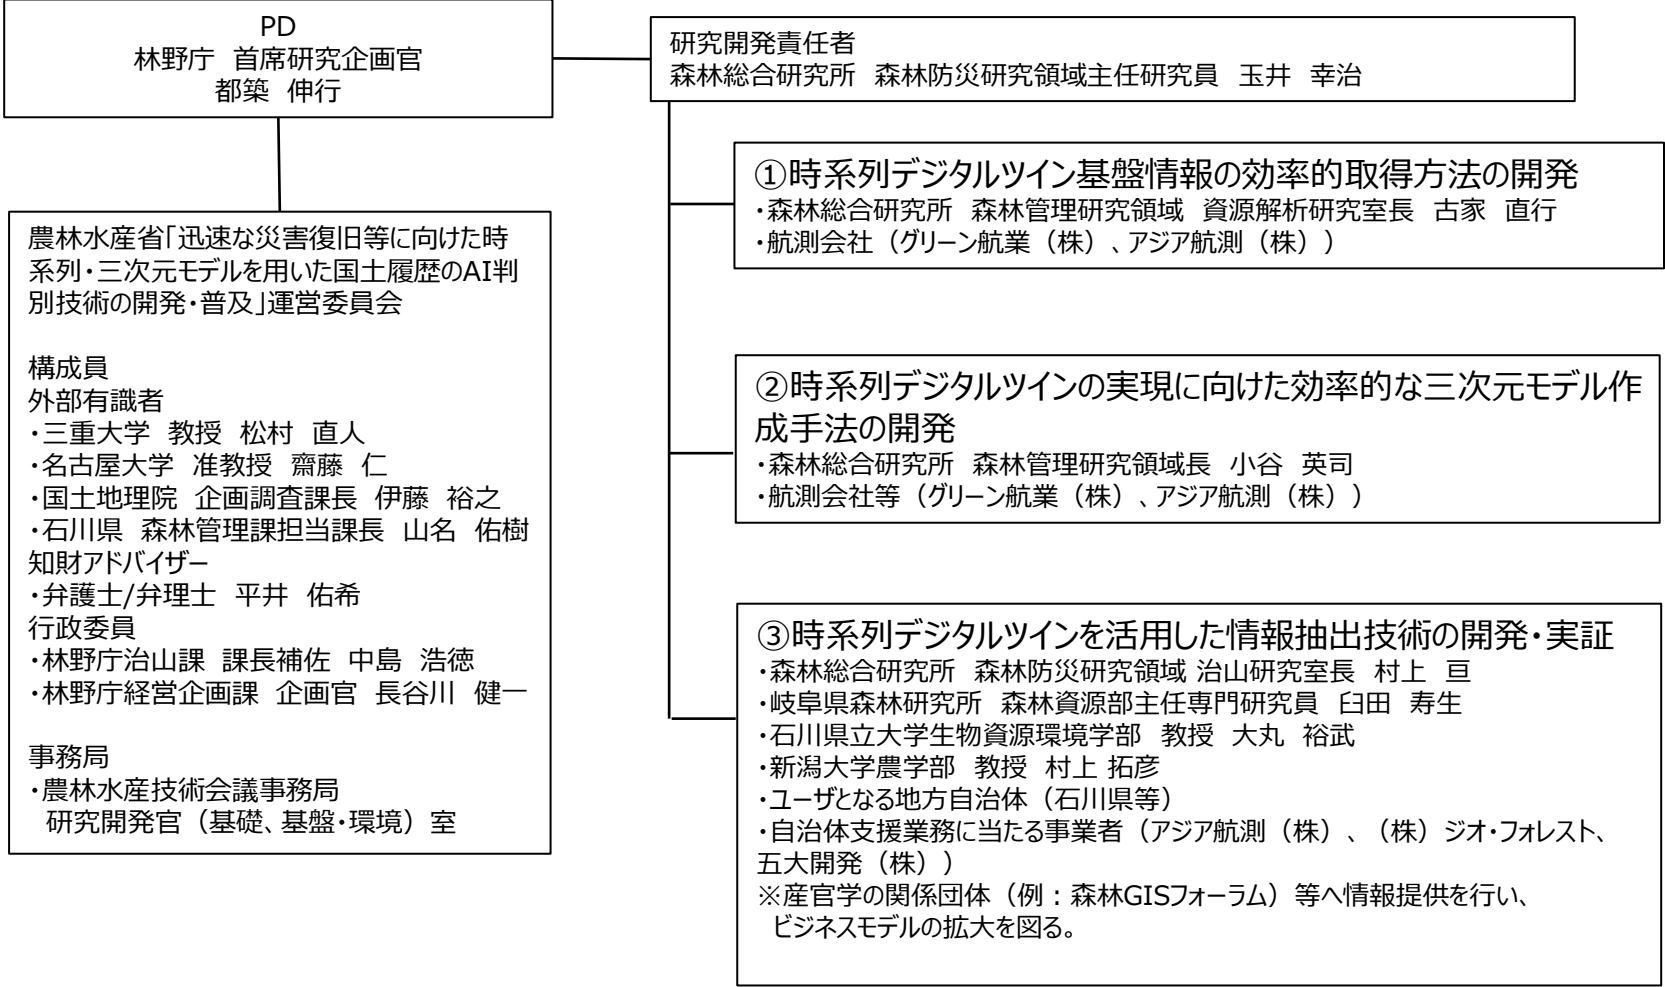 PD
林野庁 首席研究企画官
都築 伸行
研究開発責任者
森林総合研究所 森林防災研究領域主任研究員 玉井 幸治
農林水産省「迅速な災害復旧等に向けた時
系列・三次元モデルを用いた国土履歴のAI判
別技術の開発・普及」運営委員会
構成員
外部有識者
・三重大学 教授 松村 直人
・名古屋大学 准教授 齋藤 仁
・国土地理院 企画調査課長 伊藤 裕之
・石川県 森林管理課担当課長 山名 佑樹
知財アドバイザー
・弁護士/弁理士 平井 佑希
行政委員
・林野庁治山課 課長補佐 中島 浩徳
・林野庁経営企画課 企画官 長谷川 健一
事務局
・農林水産技術会議事務局
研究開発官（基礎、基盤・環境）室
①時系列デジタルツイン基盤情報の効率的取得方法の開発
・森林総合研究所 森林管理研究領域 資源解析研究室長 古家 直行
・航測会社（グリーン航業（株）、アジア航測（株））
②時系列デジタルツインの実現に向けた効率的な三次元モデル作
成手法の開発
・森林総合研究所 森林管理研究領域長 小谷 英司
・航測会社等（グリーン航業（株）、アジア航測（株））
③時系列デジタルツインを活用した情報抽出技術の開発・実証
・森林総合研究所 森林防災研究領域 治山研究室長 村上 亘
・岐阜県森林研究所 森林資源部主任専門研究員 臼田 寿生
・石川県立大学生物資源環境学部 教授 大丸 裕武
・新潟大学農学部 教授 村上 拓彦
・ユーザとなる地方自治体（石川県等）
・自治体支援業務に当たる事業者（アジア航測（株）、（株）ジオ・フォレスト、
五大開発（株））
※産官学の関係団体（例：森林GISフォーラム）等へ情報提供を行い、
ビジネスモデルの拡大を図る。